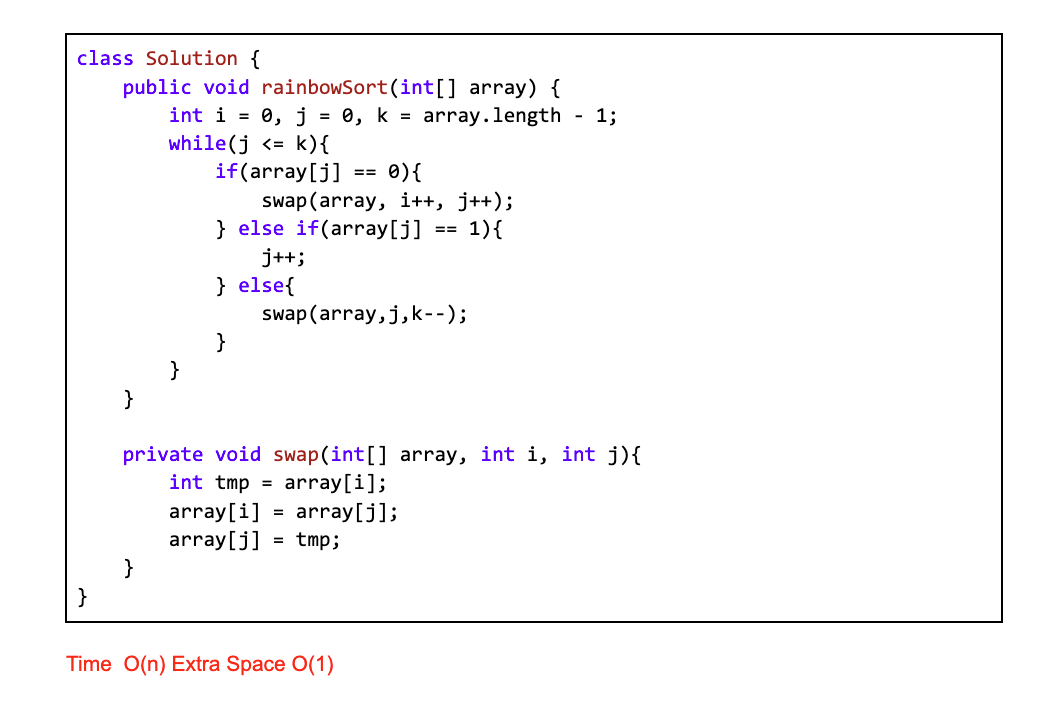 class Solution {
    public void rainbowSort(int[] array) {
        int i = 0, j = 0, k = array.length - 1;
        while(j <= k){
            if(array[j] == 0){
                swap(array, i++, j++);
            } else if(array[j] == 1){
                j++;
            } else{
                swap(array,j,k--);
            }
        }
    }

    private void swap(int[] array, int i, int j){
        int tmp = array[i];
        array[i] = array[j];
        array[j] = tmp;
    }
}
Time  O(n) Extra Space O(1)